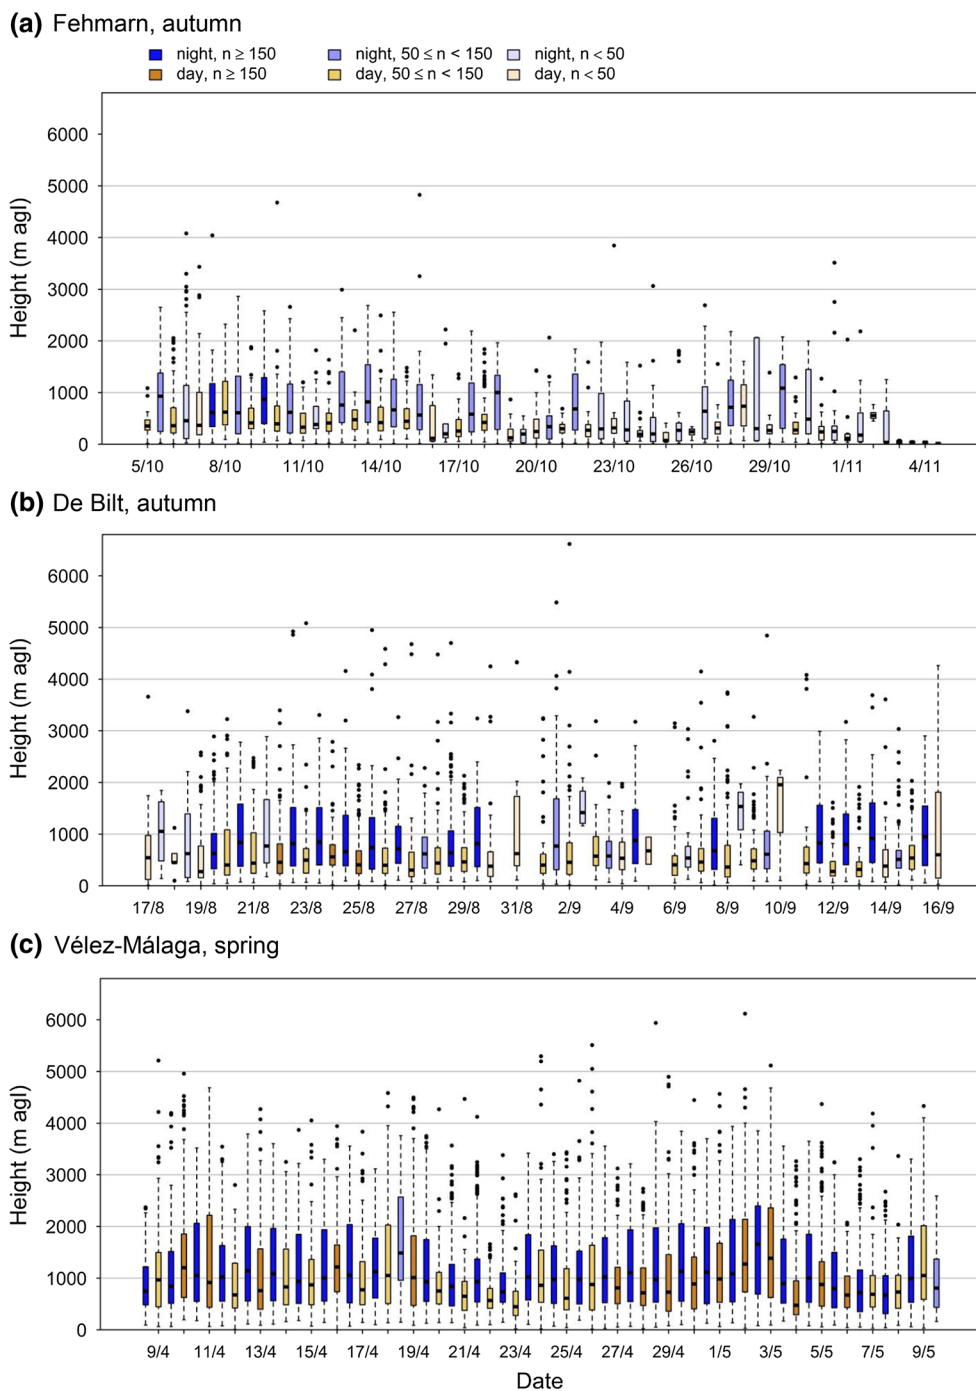 (a) Fehmarn, autumn
night, n ≥ 150 night, 50 ≤ n < 150 night, n < 50
day, n ≥ 150 day, 50 ≤ n < 150 day, n < 50
6000
5000
4000
3000
2000
1000
0
Height (m agl)
5/10 8/10 11/10 14/10 17/10 20/10 23/10 26/10 29/10 1/11 4/11
(b) De Bilt, autumn
6000
5000
4000
3000
2000
1000
0
Height (m agl)
17/8 19/8 21/8 23/8 25/8 27/8 29/8 31/8 2/9 4/9 6/9 8/9 10/9 12/9 14/9 16/9
(c) Vélez-Málaga, spring
6000
5000
4000
3000
2000
1000
0
Height (m agl)
9/4 11/4 13/4 15/4 17/4 19/4 21/4 23/4 25/4 27/4 29/4 1/5 3/5 5/5 7/5 9/5
Date